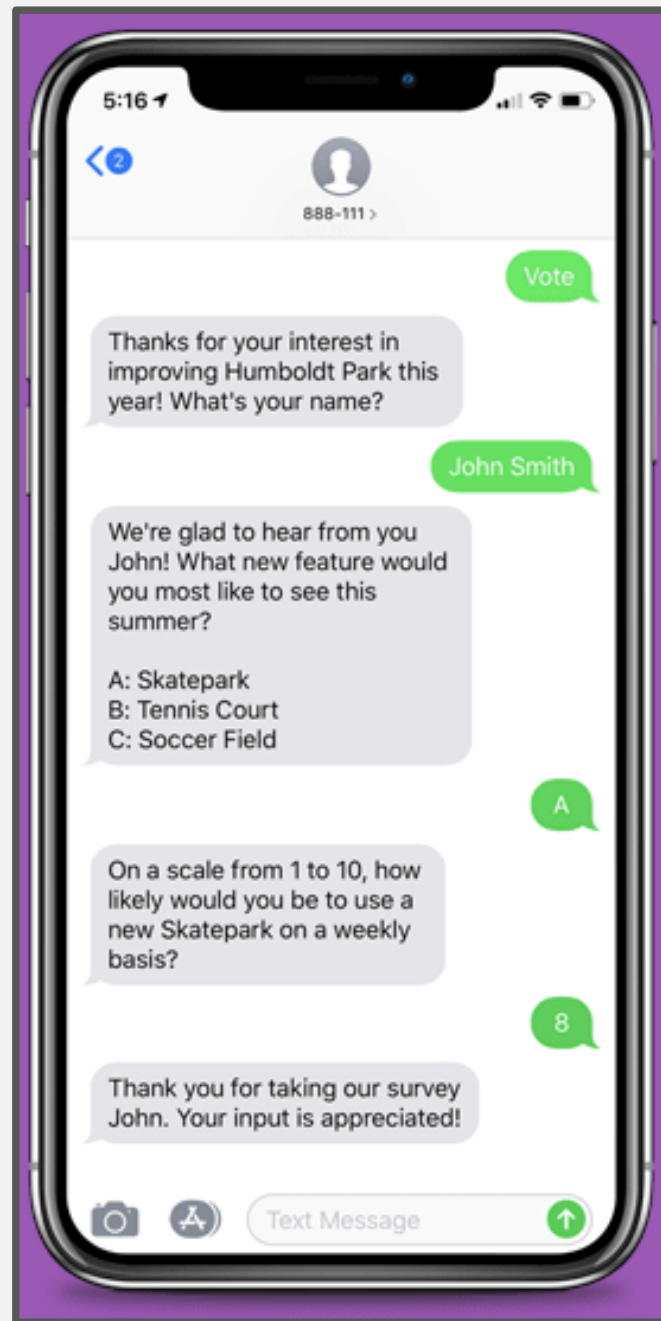 5:16
2
888-111 >
Vote
Thanks for your interest in
improving Humboldt Park this
year! What's your name?
John Smith
We're glad to hear from you
John! What new feature would
you most like to see this
summer?
A: Skatepark
B: Tennis Court
C: Soccer Field
A
On a scale from 1 to 10, how
likely would you be to use a
new Skatepark on a weekly
basis?
8
Thank you for taking our survey
John. Your input is appreciated!
Text Message